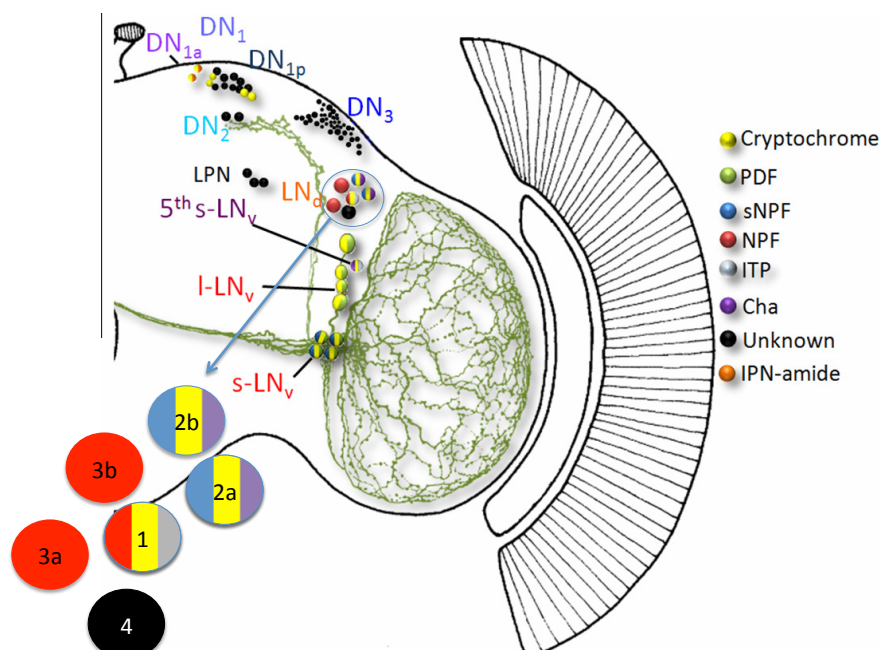 DN1
DN1a
DN1p
DN3
DN2
LPN
LNd
5th s-LNv
l-LNv
s-LNv
Cryptochrome
PDF
sNPF
NPF
ITP
Cha
Unknown
IPN-amide
2b
3b
2a
1
3a
4